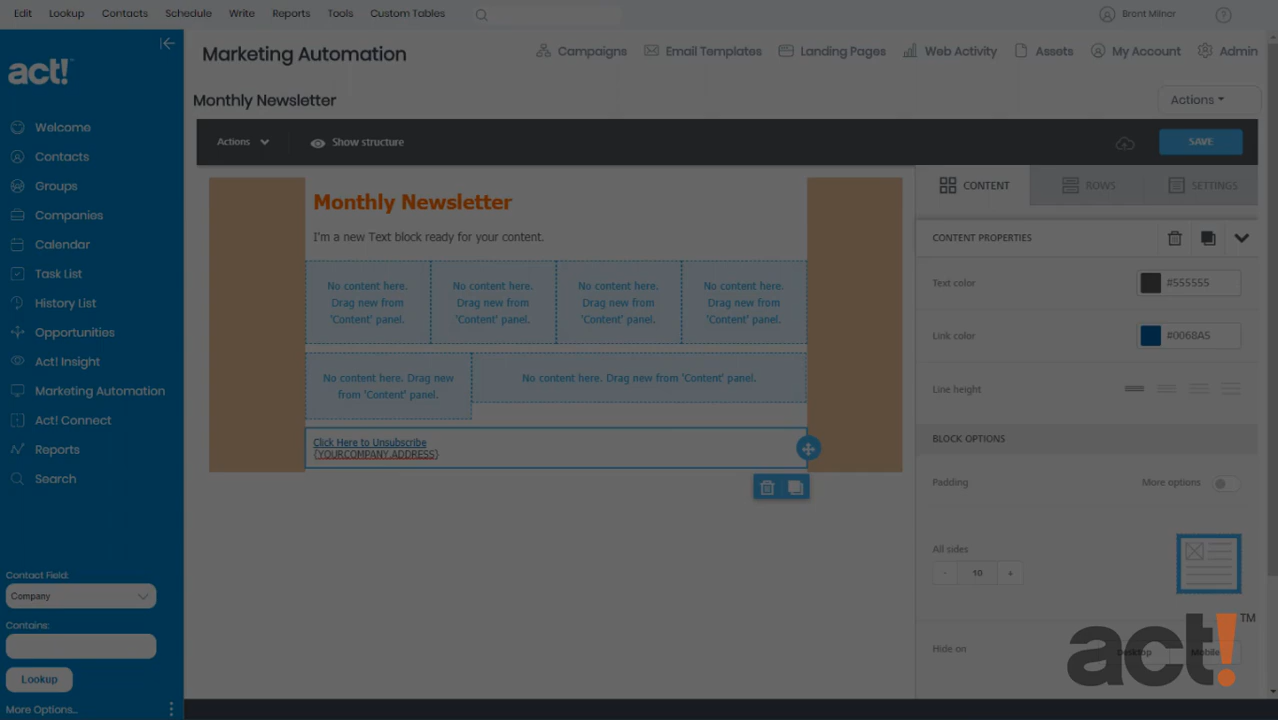 Edit Lookup Contacts Schedule Write Reports Tools Custom Tables
Brent Milner
?
act!
Marketing Automation
Campaigns Email Templates Landing Pages Web Activity Assets My Account Admin
Monthly Newsletter
Actions
Actions
Show structure
SAVE
Welcome
Contacts
Groups
Companies
Calendar
Task List
History List
Opportunities
Act! Insight
Marketing Automation
Act! Connect
Reports
Search
Contact Field:
Company
Contains:
Lookup
More Options...
Monthly Newsletter
I'm a new Text block ready for your content.
No content here.
Drag new from
'Content' panel.
No content here.
Drag new from
'Content' panel.
No content here.
Drag new from
'Content' panel.
No content here.
Drag new from
'Content' panel.
No content here. Drag new
from 'Content' panel.
No content here. Drag new from 'Content' panel.
Click Here to Unsubscribe
{YOURCOMPANY.ADDRESS}
CONTENT ROWS SETTINGS
CONTENT PROPERTIES
Text color #555555
Link color #0068A5
Line height
BLOCK OPTIONS
Padding More options
All sides
- 10 +
Hide on Desktop Mobile
act!™